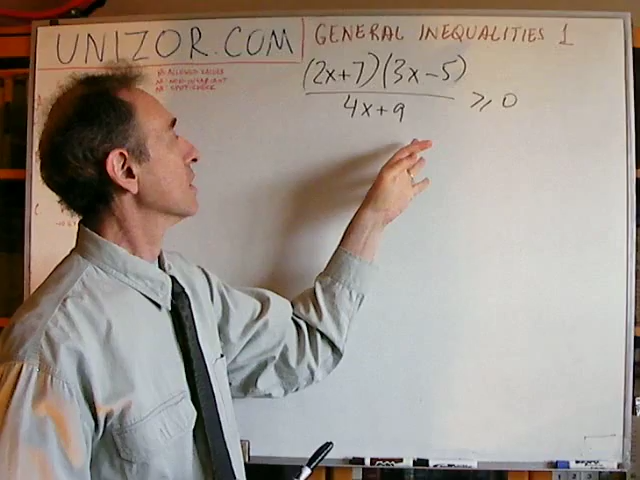 UNIZOR.COM
GENERAL INEQUALITIES 1
(2x+7)(3x-5)
4x+9
≥ 0